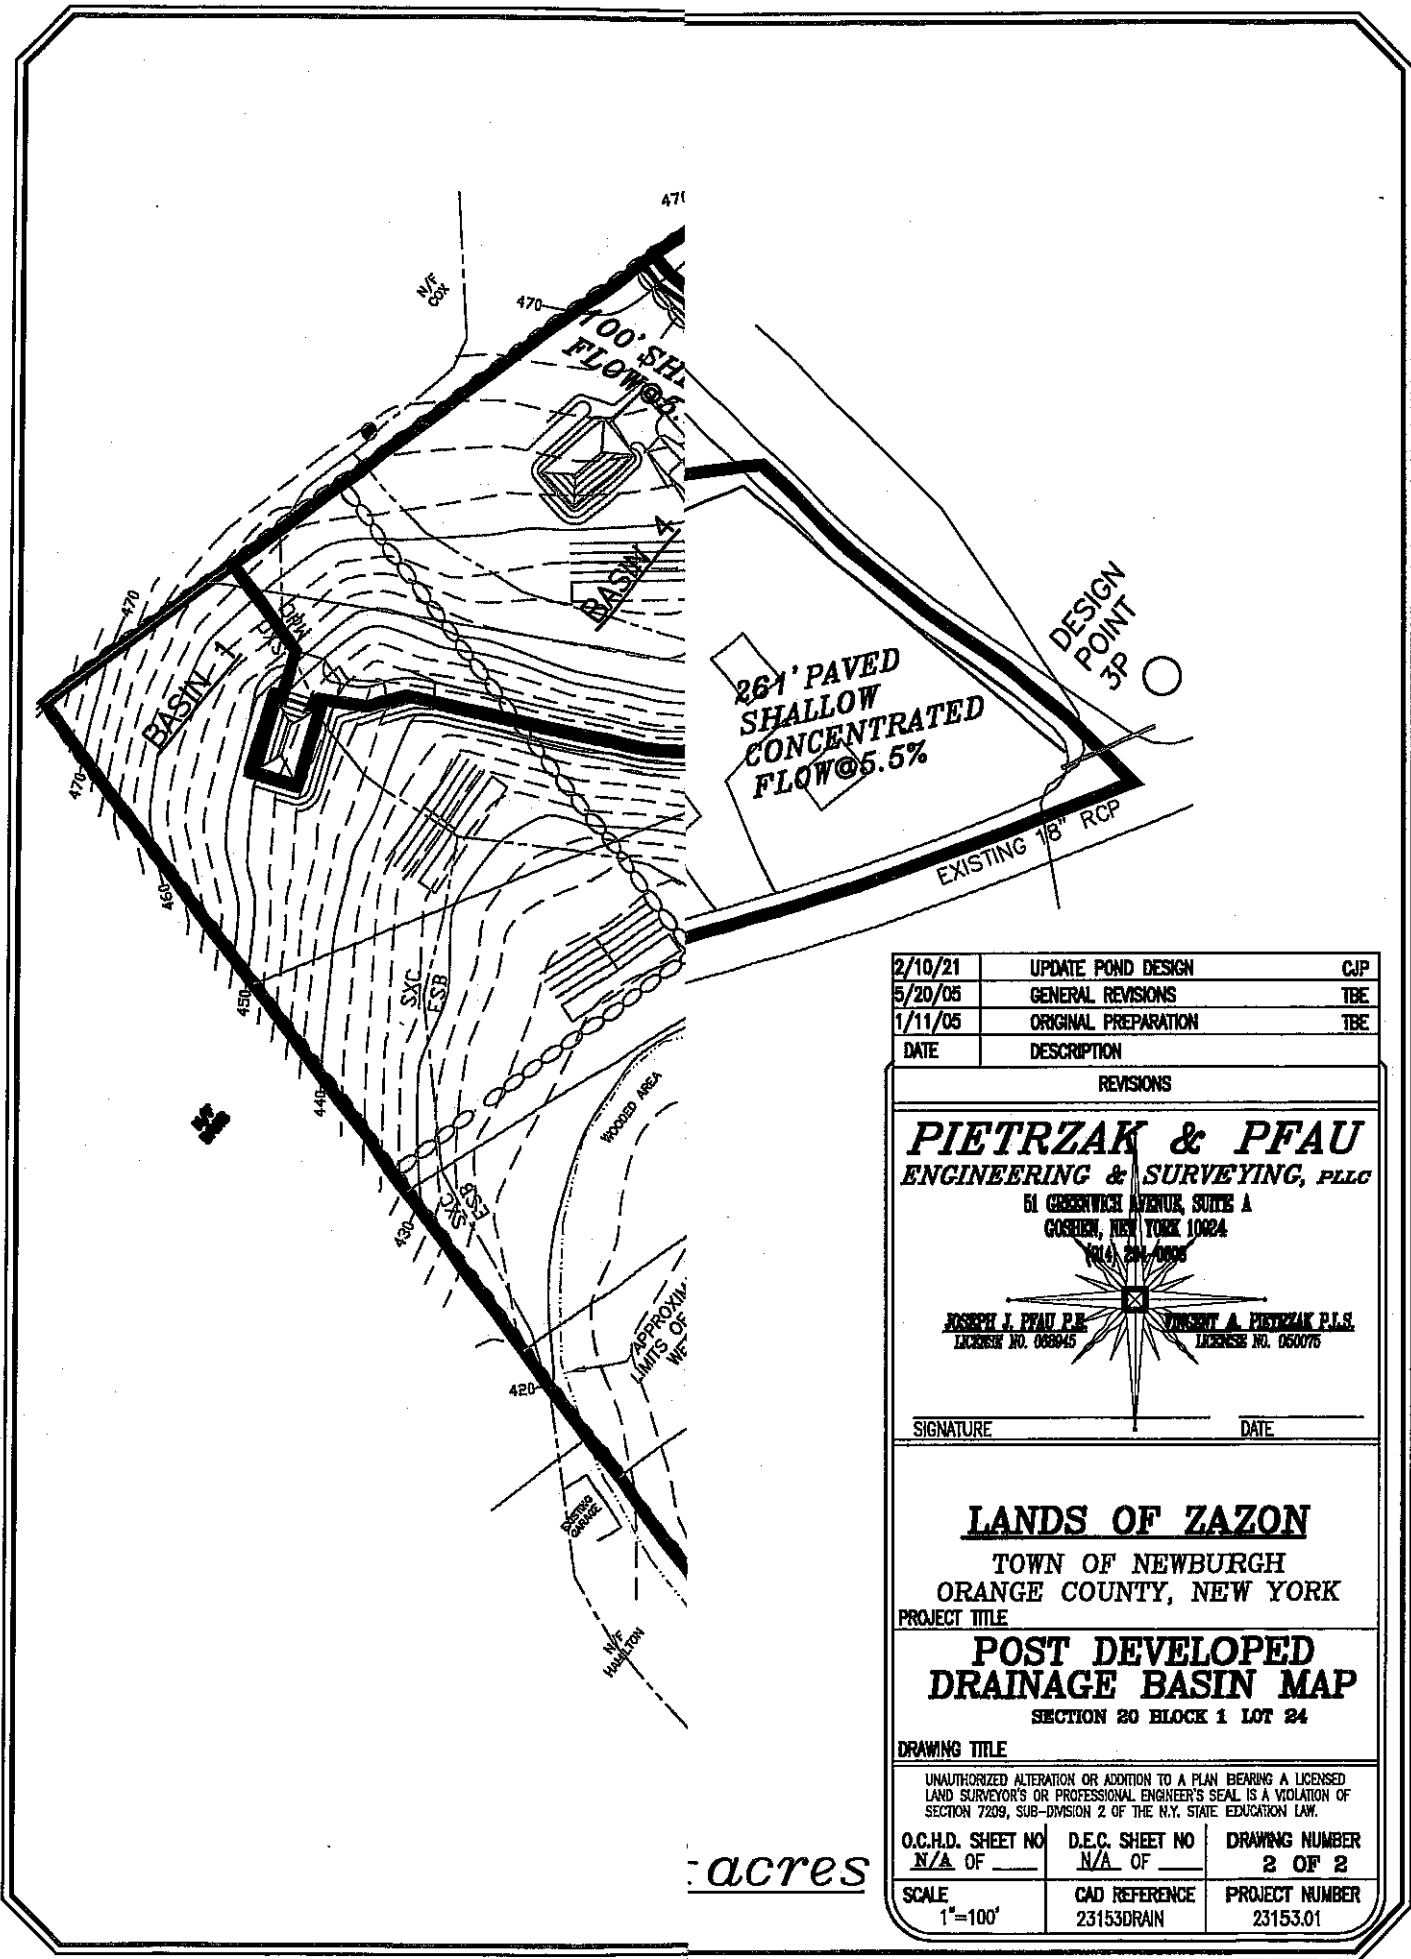 470
N/F
COX
470
100' SH
FLOW@5.
BASIN 4
470
BASIN 1
470
460
450
SXC
ESB
440
WOODED AREA
SXC
ESB
430
APPROXIM
LIMITS OF
WE
420
EXISTING
GARAGE
N/F
HAMILTON
DESIGN
POINT
3P
261' PAVED
SHALLOW
CONCENTRATED
FLOW@5.5%
EXISTING 18" RCP
2/10/21 UPDATE POND DESIGN CJP
5/20/05 GENERAL REVISIONS TBE
1/11/05 ORIGINAL PREPARATION TBE
DATE DESCRIPTION
REVISIONS
PIETRZAK & PFAU
ENGINEERING & SURVEYING, PLLC
51 GREENWICH AVENUE, SUITE A
GOSHEN, NEW YORK 10924
JOSEPH J. PFAU P.E. VINCENT A. PIETRZAK P.L.S.
LICENSE NO. 068945 LICENSE NO. 050075
SIGNATURE DATE
LANDS OF ZAZON
TOWN OF NEWBURGH
ORANGE COUNTY, NEW YORK
PROJECT TITLE
POST DEVELOPED
DRAINAGE BASIN MAP
SECTION 20 BLOCK 1 LOT 24
DRAWING TITLE
UNAUTHORIZED ALTERATION OR ADDITION TO A PLAN BEARING A LICENSED
LAND SURVEYOR'S OR PROFESSIONAL ENGINEER'S SEAL IS A VIOLATION OF
SECTION 7209, SUB-DIVISION 2 OF THE N.Y. STATE EDUCATION LAW.
O.C.H.D. SHEET NO D.E.C. SHEET NO DRAWING NUMBER
N/A OF N/A OF 2 OF 2
SCALE CAD REFERENCE PROJECT NUMBER
1"=100' 23153DRAIN 23153.01
acres